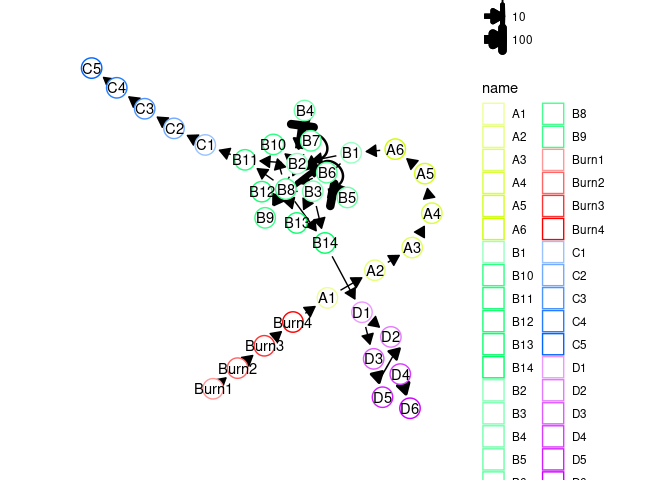 10
100
name
C5
C4
C3
C2
C1
B4
B7
B10
B11
B2
B1
A6
A5
B6
B12
B8
B3
B5
B9
B13
B14
A4
A3
A2
A1
D1
D2
D3
D4
D5
D6
Burn4
Burn3
Burn2
Burn1
A1 B8
A2 B9
A3 Burn1
A4 Burn2
A5 Burn3
A6 Burn4
B1 C1
B10 C2
B11 C3
B12 C4
B13 C5
B14 D1
B2 D2
B3 D3
B4 D4
B5 D5